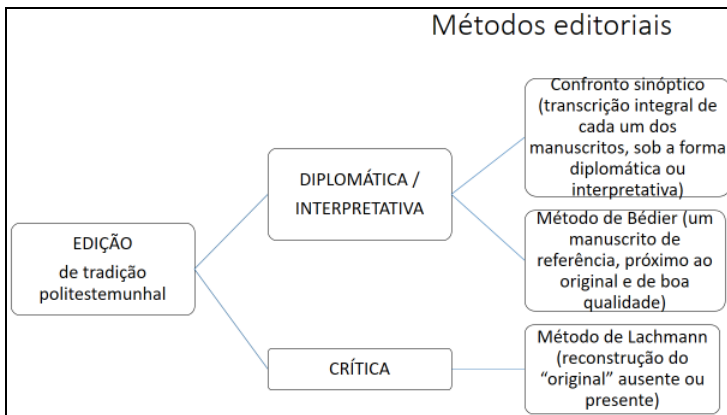 Métodos editoriais
EDIÇÃO
de tradição
politestemunhal
DIPLOMÁTICA /
INTERPRETATIVA
CRÍTICA
Confronto sinóptico
(transcrição integral de
cada um dos
manuscritos, sob a forma
diplomática ou
interpretativa)
Método de Bédier (um
manuscrito de
referência, próximo ao
original e de boa
qualidade)
Método de Lachmann
(reconstrução do
“original” ausente ou
presente)